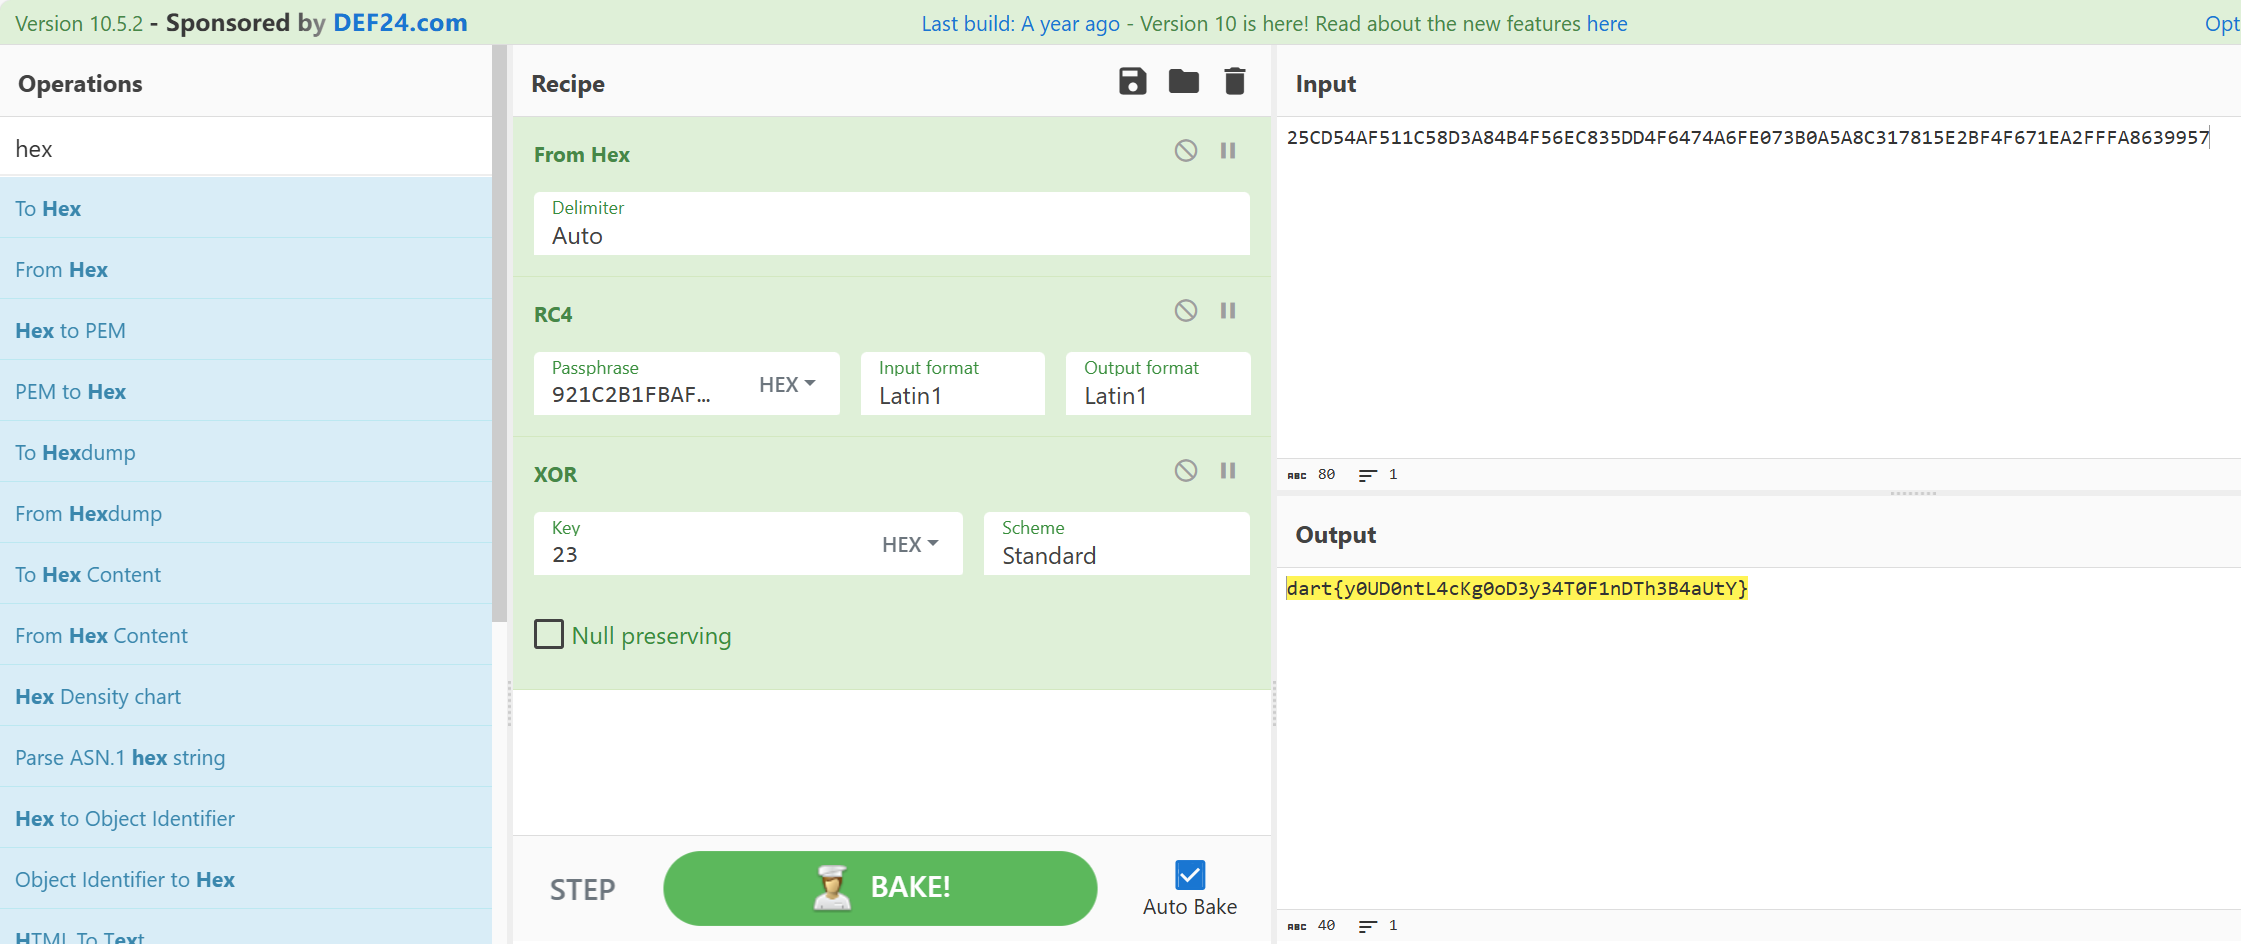 Version 10.5.2 - Sponsored by DEF24.com
Last build: A year ago - Version 10 is here! Read about the new features here
Opt
Operations
hex
To Hex
From Hex
Hex to PEM
PEM to Hex
To Hexdump
From Hexdump
To Hex Content
From Hex Content
Hex Density chart
Parse ASN.1 hex string
Hex to Object Identifier
Object Identifier to Hex
HTML To Text
Recipe
From Hex
Delimiter
Auto
RC4
Passphrase
921C2B1FBAF...
HEX
Input format
Latin1
Output format
Latin1
XOR
Key
23
HEX
Scheme
Standard
Null preserving
STEP
BAKE!
Auto Bake
Input
25CD54AF511C58D3A84B4F56EC835DD4F6474A6FE073B0A5A8C317815E2BF4F671EA2FFFA8639957
ABC 80 1
Output
dart{y0UD0ntL4cKg0oD3y34T0F1nDTh3B4aUtY}
ABC 40 1